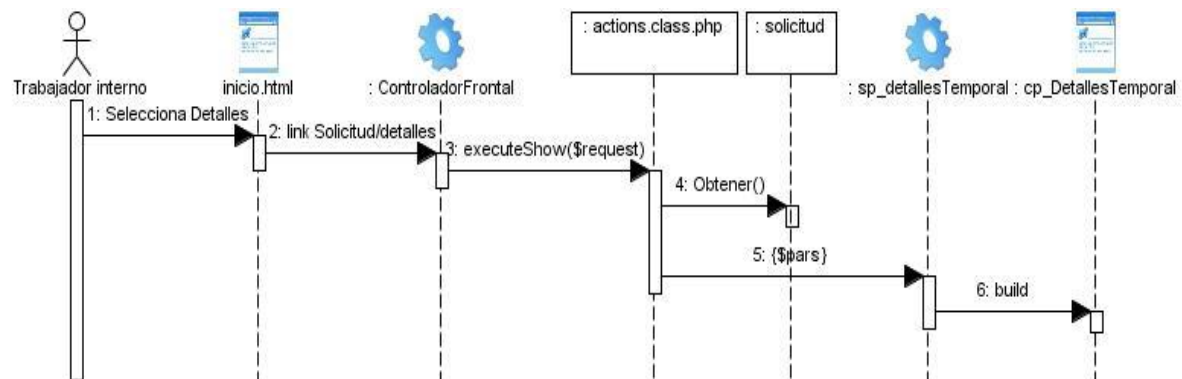 : actions.class.php
: solicitud
Trabajador interno
inicio.html
: ControladorFrontal
: sp_detallesTemporal
: cp_DetallesTemporal
1: Selecciona Detalles
2: link Solicitud/detalles
3: executeShow($request)
4: Obtener()
5: {$pars}
6: build